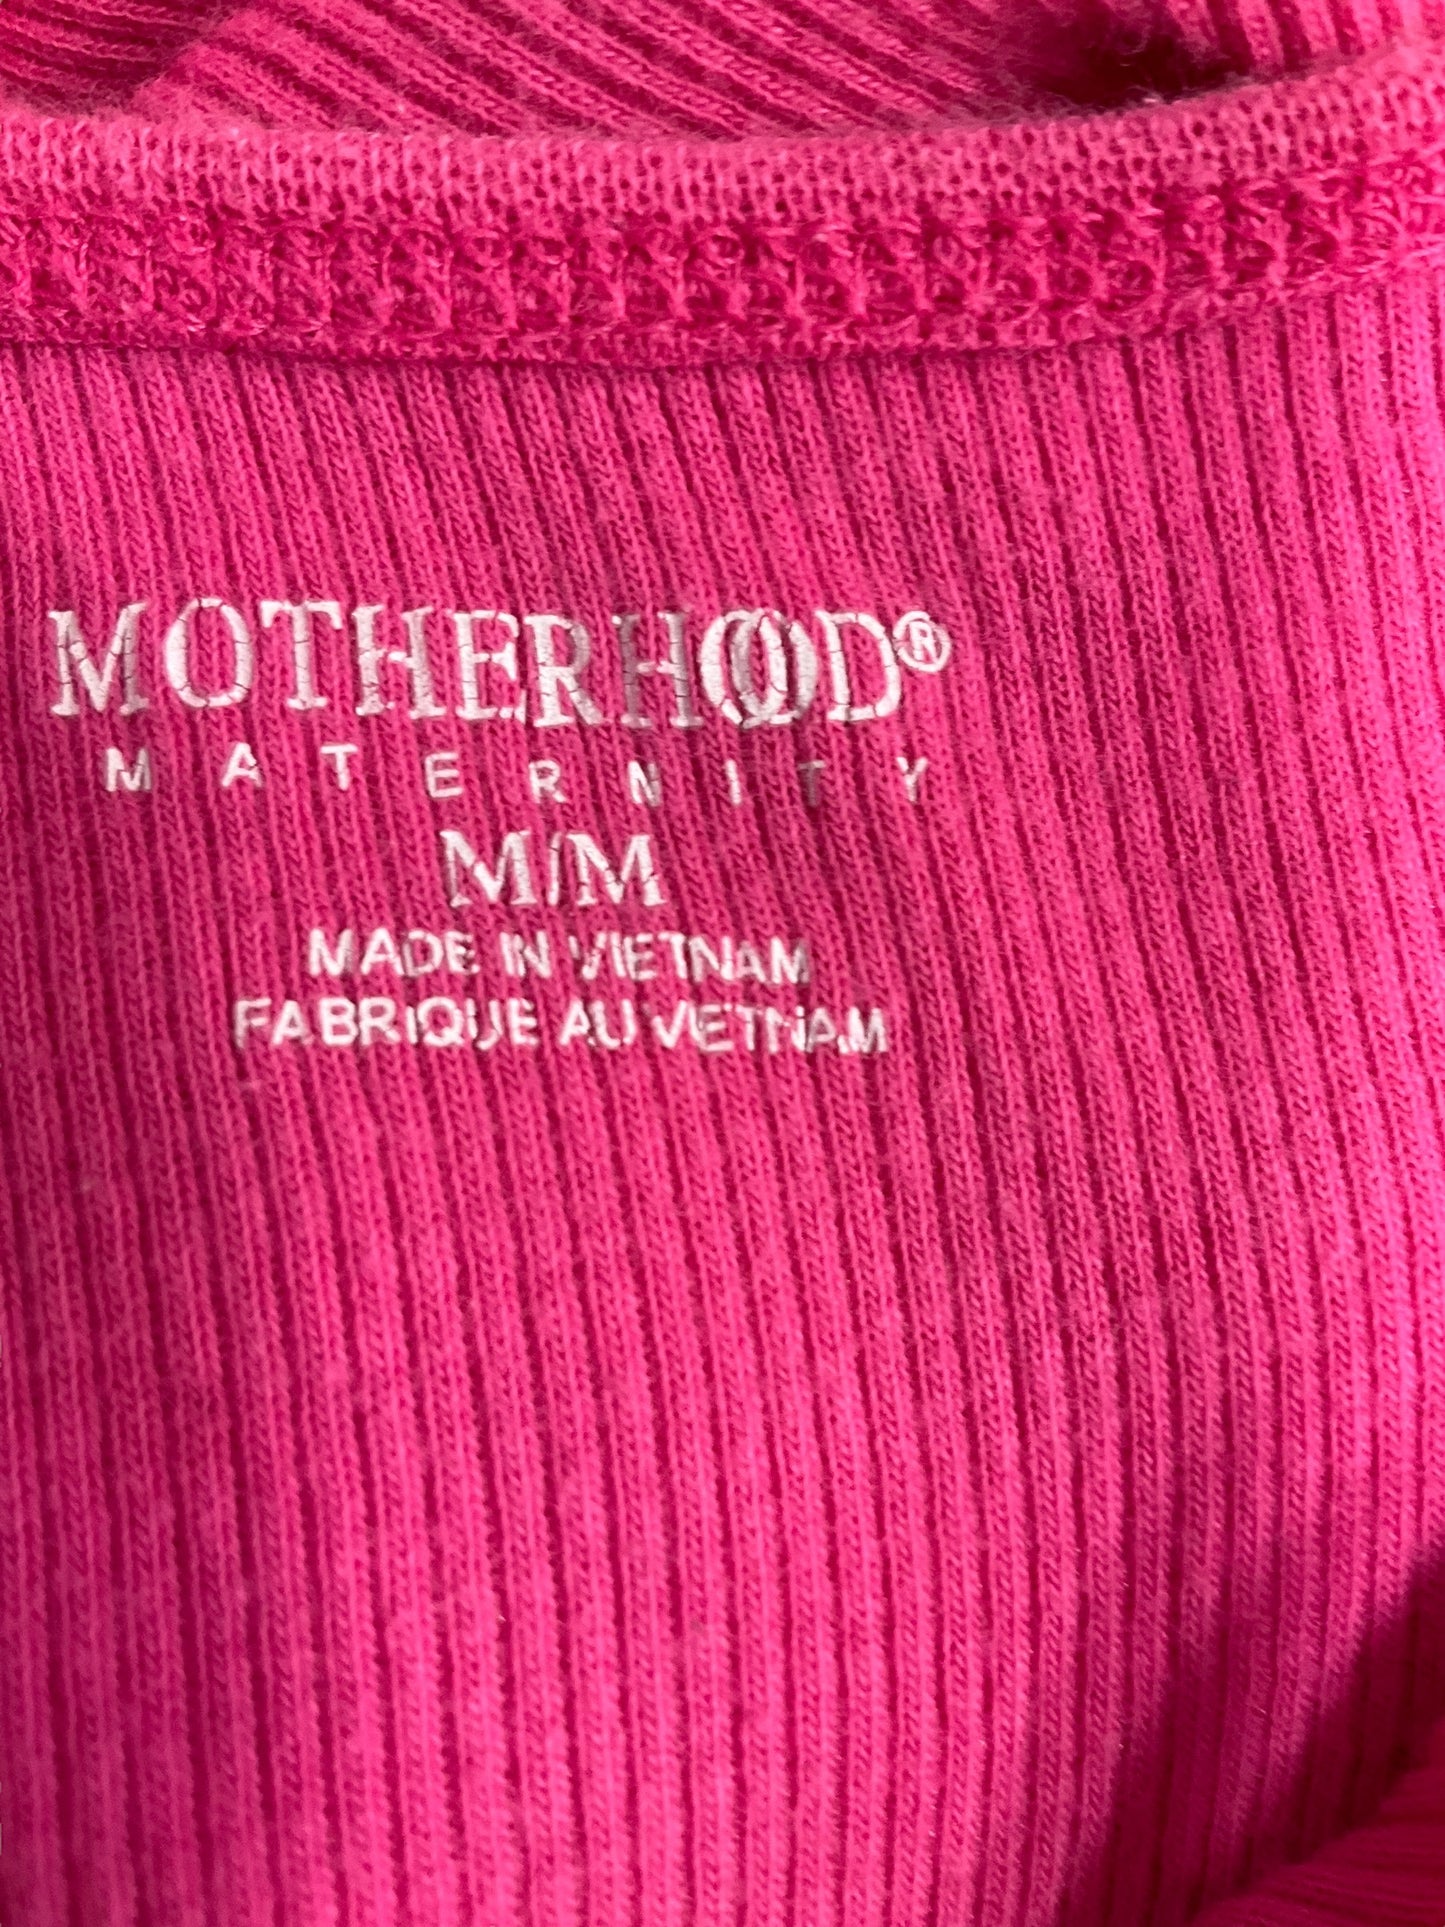 MOTHERHOOD®
MATERNITY
M/M
MADE IN VIETNAM
FABRIQUE AU VIETNAM